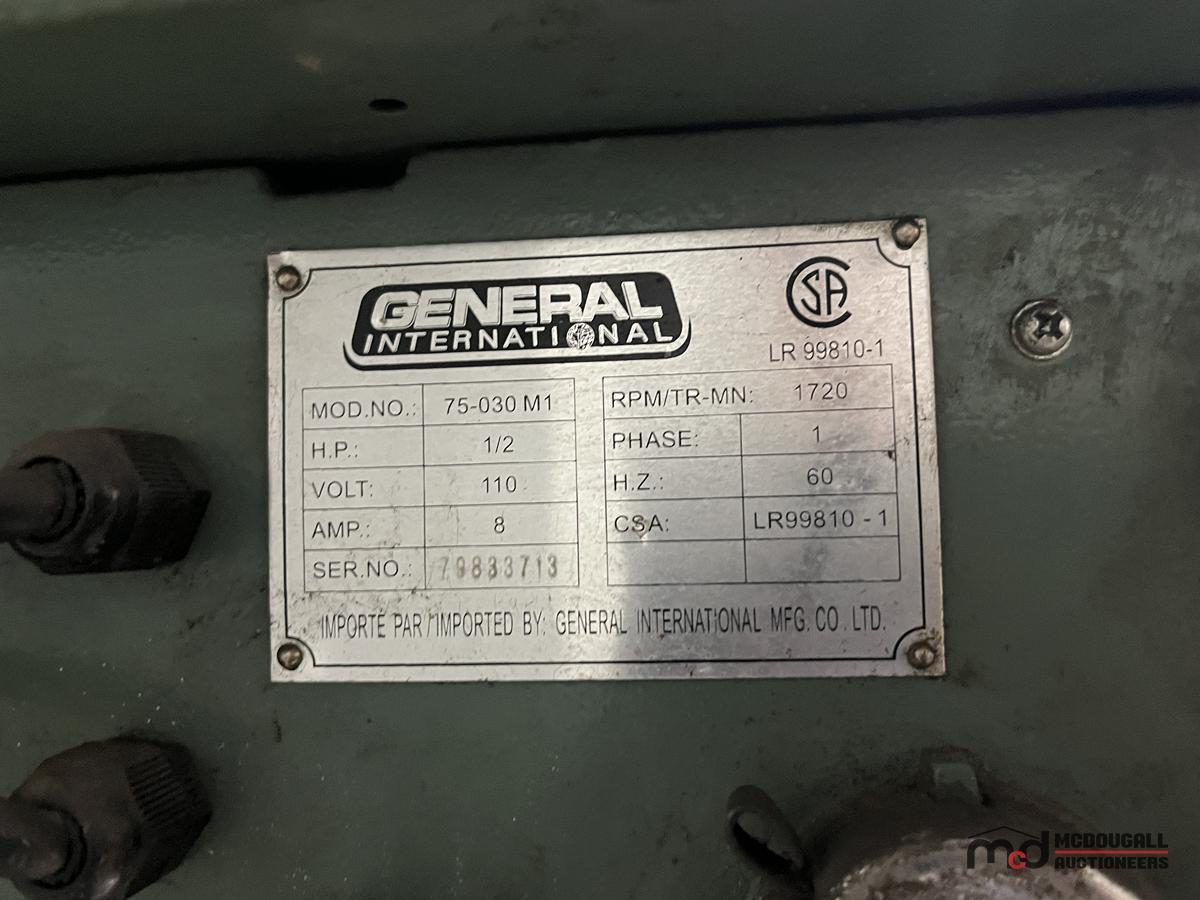 GENERAL
INTERNATIONAL
CSA
LR 99810-1
MOD.NO.: 75-030 M1
H.P.: 1/2
VOLT: 110
AMP.: 8
SER.NO.: 79833713
RPM/TR-MN: 1720
PHASE: 1
H.Z.: 60
CSA: LR99810 - 1
IMPORTE PAR / IMPORTED BY: GENERAL INTERNATIONAL MFG. CO. LTD.
mcd MCDOUGALL
AUCTIONEERS